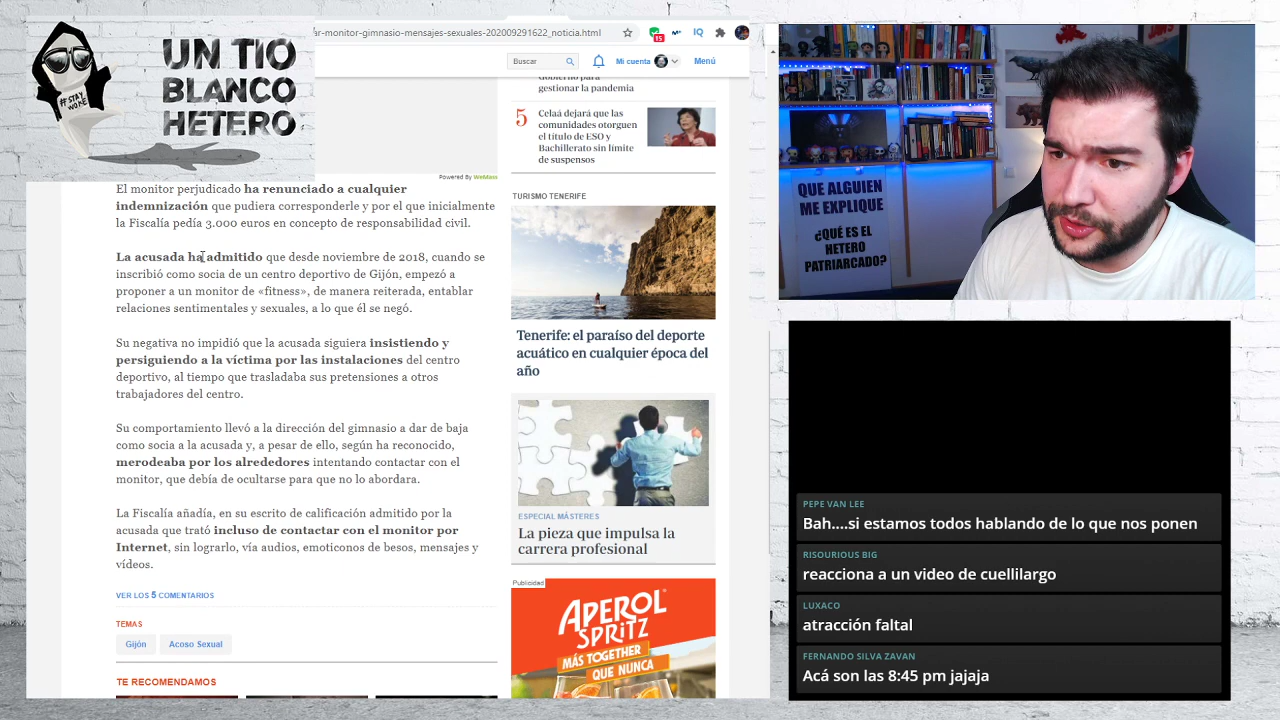 UN TIO
BLANCO
HETERO
#STAY
WOKE
mensajes-sexuales-202009291622_noticia.html
15
IQ
Buscar
Mi cuenta
Menú
Gobierno para
gestionar la pandemia
5
Celaá dejará que las
comunidades otorguen
el título de ESO y
Bachillerato sin límite
de suspensos
Powered By WeMass
El monitor perjudicado ha renunciado a cualquier
indemnización que pudiera corresponderle y por el que inicialmente
la Fiscalía pedía 3.000 euros en concepto de responsabilidad civil.
La acusada ha admitido que desde noviembre de 2018, cuando se
inscribió como socia de un centro deportivo de Gijón, empezó a
proponer a un monitor de «fitness», de manera reiterada, entablar
relaciones sentimentales y sexuales, a lo que él se negó.
Su negativa no impidió que la acusada siguiera insistiendo y
persiguiendo a la víctima por las instalaciones del centro
deportivo, al tiempo que trasladaba sus pretensiones a otros
trabajadores del centro.
Su comportamiento llevó a la dirección del gimnasio a dar de baja
como socia a la acusada y, a pesar de ello, según ha reconocido,
merodeaba por los alrededores intentando contactar con el
monitor, que debía de ocultarse para que no lo abordara.
La Fiscalía añadía, en su escrito de calificación admitido por la
acusada que trató incluso de contactar con el monitor por
Internet, sin lograrlo, vía audios, emoticonos de besos, mensajes y
vídeos.
VER LOS 5 COMENTARIOS
TEMAS
Gijón
Acoso Sexual
TE RECOMENDAMOS
TURISMO TENERIFE
Tenerife: el paraíso del deporte
acuático en cualquier época del
año
ESPECIAL MÁSTERES
La pieza que impulsa la
carrera profesional
Publicidad
APEROL
SPRITZ
MÁS TOGETHER
QUE NUNCA
QUE ALGUIEN
ME EXPLIQUE
¿QUÉ ES EL
HETERO
PATRIARCADO?
PEPE VAN LEE
Bah....si estamos todos hablando de lo que nos ponen
RISOURIOUS BIG
reacciona a un video de cuellilargo
LUXACO
atracción faltal
FERNANDO SILVA ZAVAN
Acá son las 8:45 pm jajaja